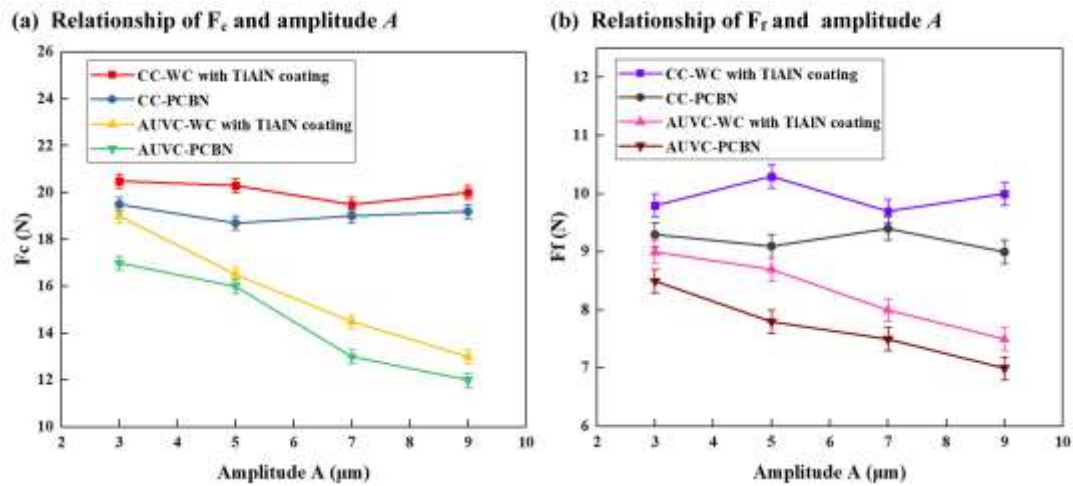 (a) Relationship of Fc and amplitude A
26
24
22
20
18
16
14
12
10
Fc (N)
CC-WC with TiAlN coating
CC-PCBN
AUVC-WC with TiAlN coating
AUVC-PCBN
2 3 4 5 6 7 8 9 10
Amplitude A (μm)
(b) Relationship of Ff and amplitude A
12
11
10
9
8
7
6
Ff (N)
CC-WC with TiAlN coating
CC-PCBN
AUVC-WC with TiAlN coating
AUVC-PCBN
2 3 4 5 6 7 8 9 10
Amplitude A (μm)